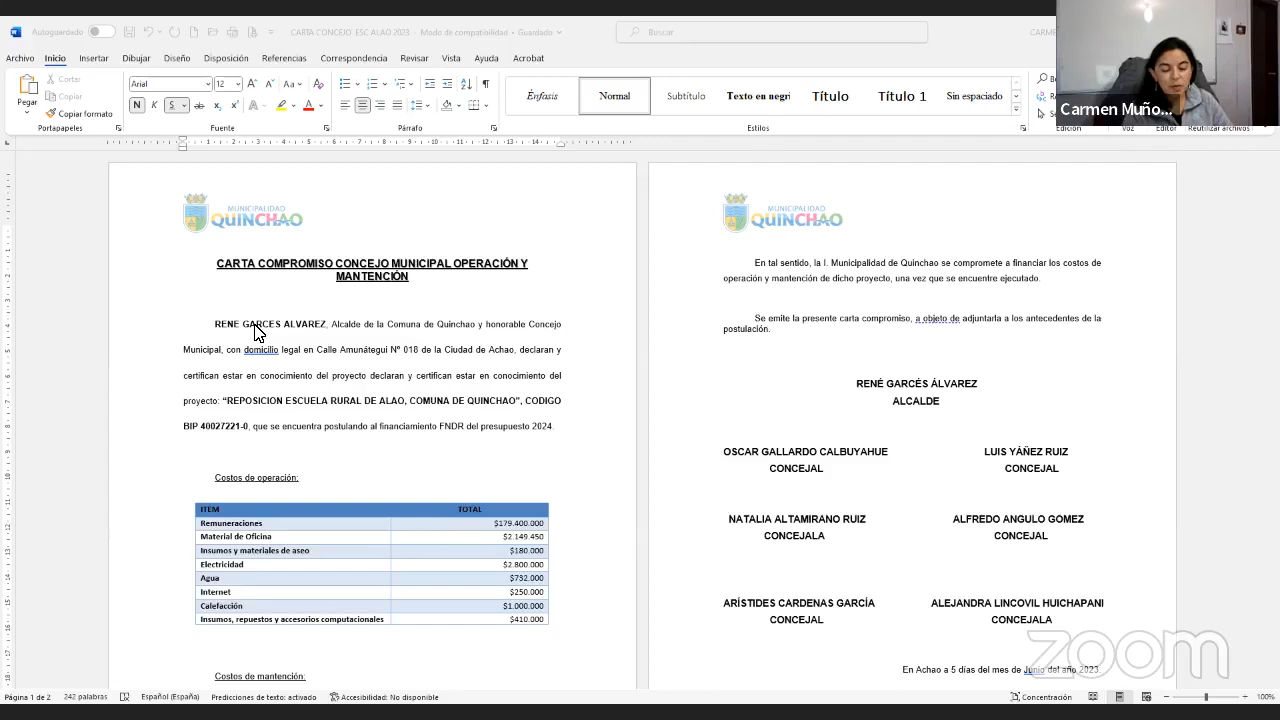 Autoguardado
CARTA CONCEJO ESC ALAO 2023 - Modo de compatibilidad • Guardado
Buscar
Archivo Inicio Insertar Dibujar Diseño Disposición Referencias Correspondencia Revisar Vista Ayuda Acrobat
Pegar
Cortar
Copiar
Copiar formato
Portapapeles
Arial 12
N K S
Fuente
Párrafo
Énfasis Normal Subtítulo Texto en negri Título Título 1 Sin espaciado
Estilos
Edición Voz Editor Reutilizar archivos
Carmen Muño...
MUNICIPALIDAD
QUINCHAO
CARTA COMPROMISO CONCEJO MUNICIPAL OPERACIÓN Y
MANTENCIÓN
RENE GARCES ALVAREZ, Alcalde de la Comuna de Quinchao y honorable Concejo
Municipal, con domicilio legal en Calle Amunátegui Nº 018 de la Ciudad de Achao, declaran y
certifican estar en conocimiento del proyecto declaran y certifican estar en conocimiento del
proyecto: “REPOSICION ESCUELA RURAL DE ALAO, COMUNA DE QUINCHAO”, CODIGO
BIP 40027221-0, que se encuentra postulando al financiamiento FNDR del presupuesto 2024.
Costos de operación:
ITEM TOTAL
Remuneraciones $179.400.000
Material de Oficina $2.149.450
Insumos y materiales de aseo $180.000
Electricidad $2.800.000
Agua $732.000
Internet $250.000
Calefacción $1.000.000
Insumos, repuestos y accesorios computacionales $410.000
Costos de mantención:
MUNICIPALIDAD
QUINCHAO
En tal sentido, la I. Municipalidad de Quinchao se compromete a financiar los costos de
operación y mantención de dicho proyecto, una vez que se encuentre ejecutado.
Se emite la presente carta compromiso, a objeto de adjuntarla a los antecedentes de la
postulación.
RENÉ GARCÉS ÁLVAREZ
ALCALDE
OSCAR GALLARDO CALBUYAHUE LUIS YÁÑEZ RUIZ
CONCEJAL CONCEJAL
NATALIA ALTAMIRANO RUIZ ALFREDO ANGULO GOMEZ
CONCEJALA CONCEJAL
ARÍSTIDES CARDENAS GARCÍA ALEJANDRA LINCOVIL HUICHAPANI
CONCEJAL CONCEJALA
En Achao a 5 días del mes de Junio del año 2023.
zoom
Página 1 de 2 242 palabras Español (España) Predicciones de texto: activado Accesibilidad: No disponible Concentración 100%